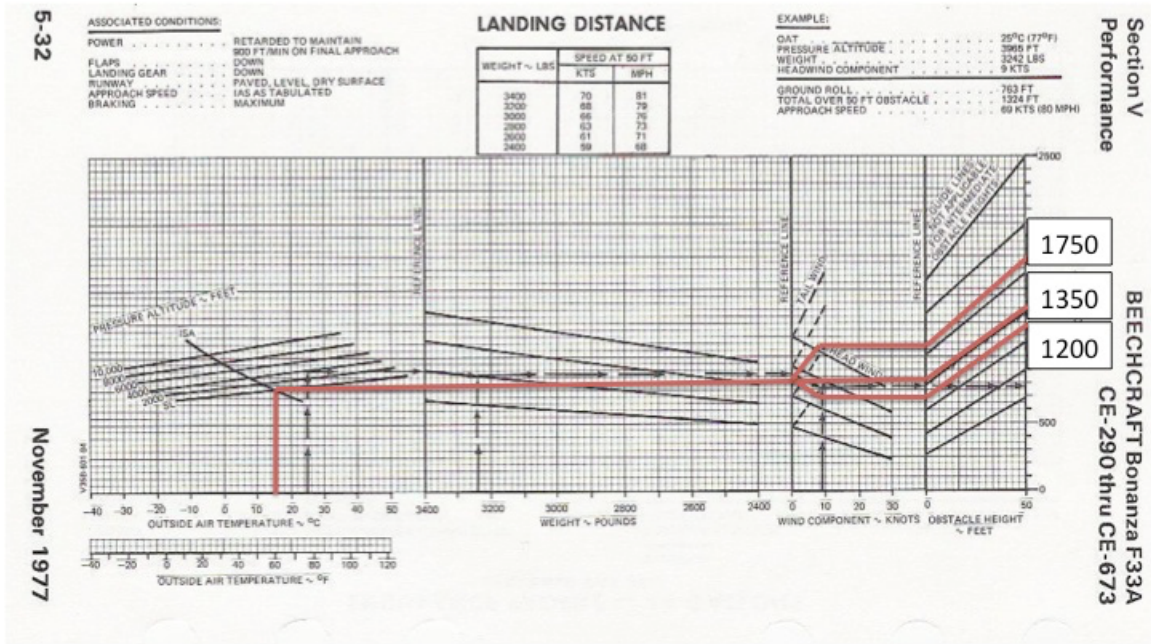 5-32
November 1977
Section V
Performance
BEECHCRAFT Bonanza F33A
CE-290 thru CE-673
LANDING DISTANCE
ASSOCIATED CONDITIONS:
POWER . . . . . . . . . . RETARDED TO MAINTAIN
900 FT/MIN ON FINAL APPROACH
FLAPS . . . . . . . . . . DOWN
LANDING GEAR . . . . . . DOWN
RUNWAY . . . . . . . . . PAVED, LEVEL, DRY SURFACE
APPROACH SPEED . . . . . IAS AS TABULATED
BRAKING . . . . . . . . . MAXIMUM
WEIGHT ~ LBS SPEED AT 50 FT
KTS MPH
3400 70 81
3200 68 79
3000 66 76
2800 63 73
2600 61 71
2400 59 68
EXAMPLE:
OAT . . . . . . . . . . 25°C (77°F)
PRESSURE ALTITUDE . . . . 3965 FT
WEIGHT . . . . . . . . . 3242 LBS
HEADWIND COMPONENT . . . 9 KTS
GROUND ROLL . . . . . . . 763 FT
TOTAL OVER 50 FT OBSTACLE . . . 1324 FT
APPROACH SPEED . . . . . 69 KTS (80 MPH)
PRESSURE ALTITUDE ~ FEET
ISA
10,000
8000
6000
4000
2000
SL
REFERENCE LINE
REFERENCE LINE
TAIL WIND
HEAD WIND
REFERENCE LINE
GUIDE LINES
NOT APPLICABLE
FOR INTERMEDIATE
OBSTACLE HEIGHTS
2500
1750
1350
1200
500
0
-40 -30 -20 -10 0 10 20 30 40 50 3400 3200 3000 2800 2600 2400 0 10 20 30 0 50
OUTSIDE AIR TEMPERATURE ~ °C WEIGHT ~ POUNDS WIND COMPONENT ~ KNOTS OBSTACLE HEIGHT
~ FEET
-40 -20 0 20 40 60 80 100 120
OUTSIDE AIR TEMPERATURE ~ °F